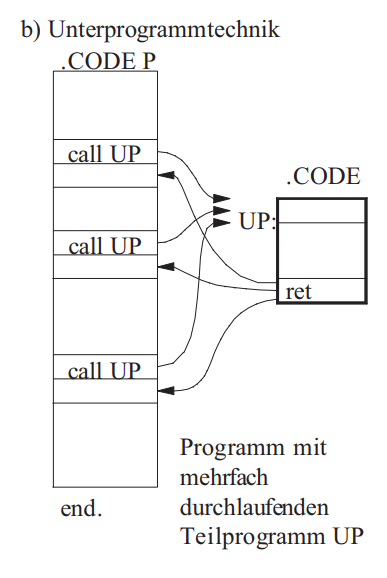 b) Unterprogrammtechnik
.CODE P
call UP
.CODE
UP:
call UP
ret
call UP
Programm mit
mehrfach
durchlaufenden
Teilprogramm UP
end.